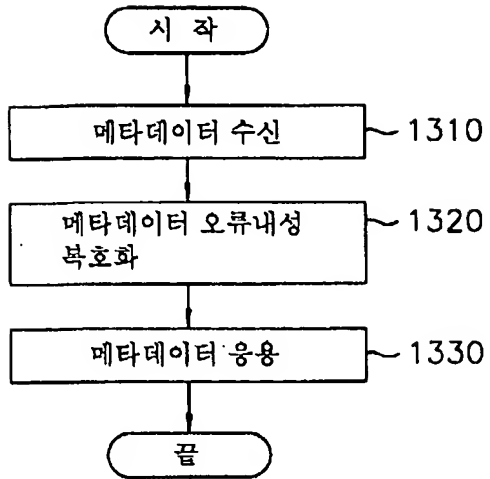 시 작
메타데이터 수신
1310
메타데이터 오류내성
복호화
1320
메타데이터 응용
1330
끝